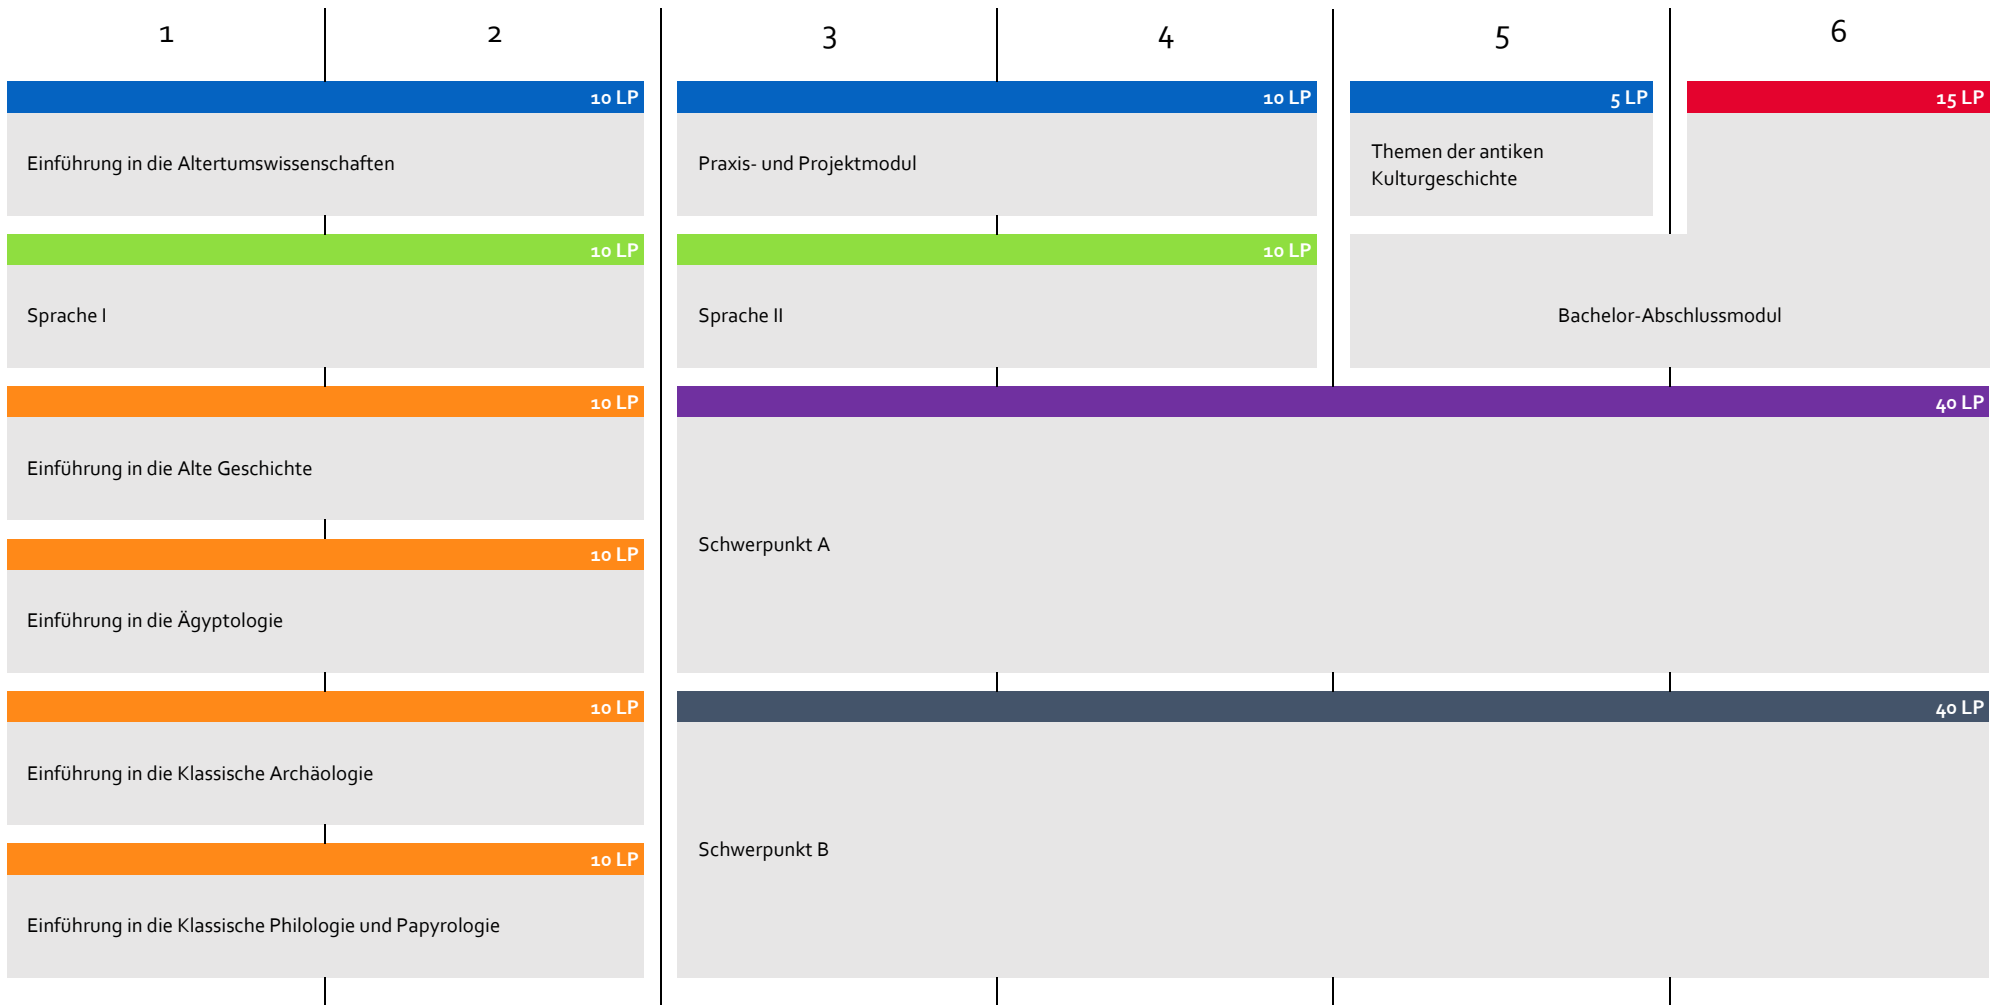 1 2 3 4 5 6
10 LP 10 LP 5 LP 15 LP
Einführung in die Altertumswissenschaften
Praxis- und Projektmodul
Themen der antiken
Kulturgeschichte
10 LP 10 LP
Sprache I
Sprache II
Bachelor-Abschlussmodul
10 LP 40 LP
Einführung in die Alte Geschichte
Schwerpunkt A
10 LP
Einführung in die Ägyptologie
10 LP 40 LP
Einführung in die Klassische Archäologie
Schwerpunkt B
10 LP
Einführung in die Klassische Philologie und Papyrologie